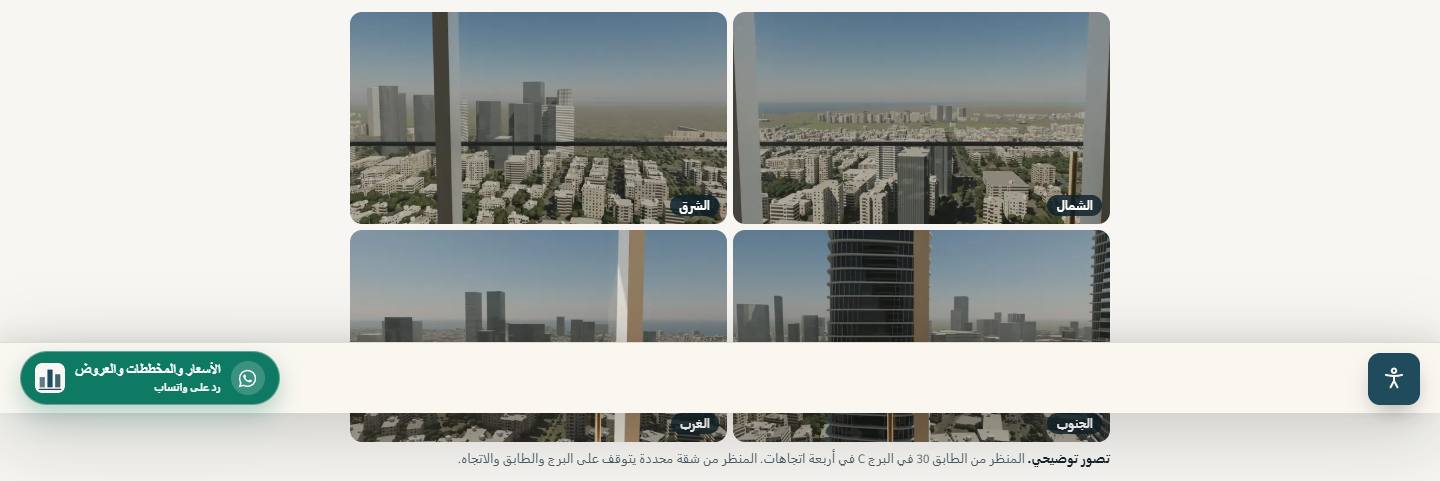 الشمال
الشرق
الأسعار والمخططات والعروض
رد على واتساب
الجنوب
الغرب
تصور توضيحي. المنظر من الطابق 30 في البرج C في أربعة اتجاهات. المنظر من شقة محددة يتوقف على البرج والطابق والاتجاه.